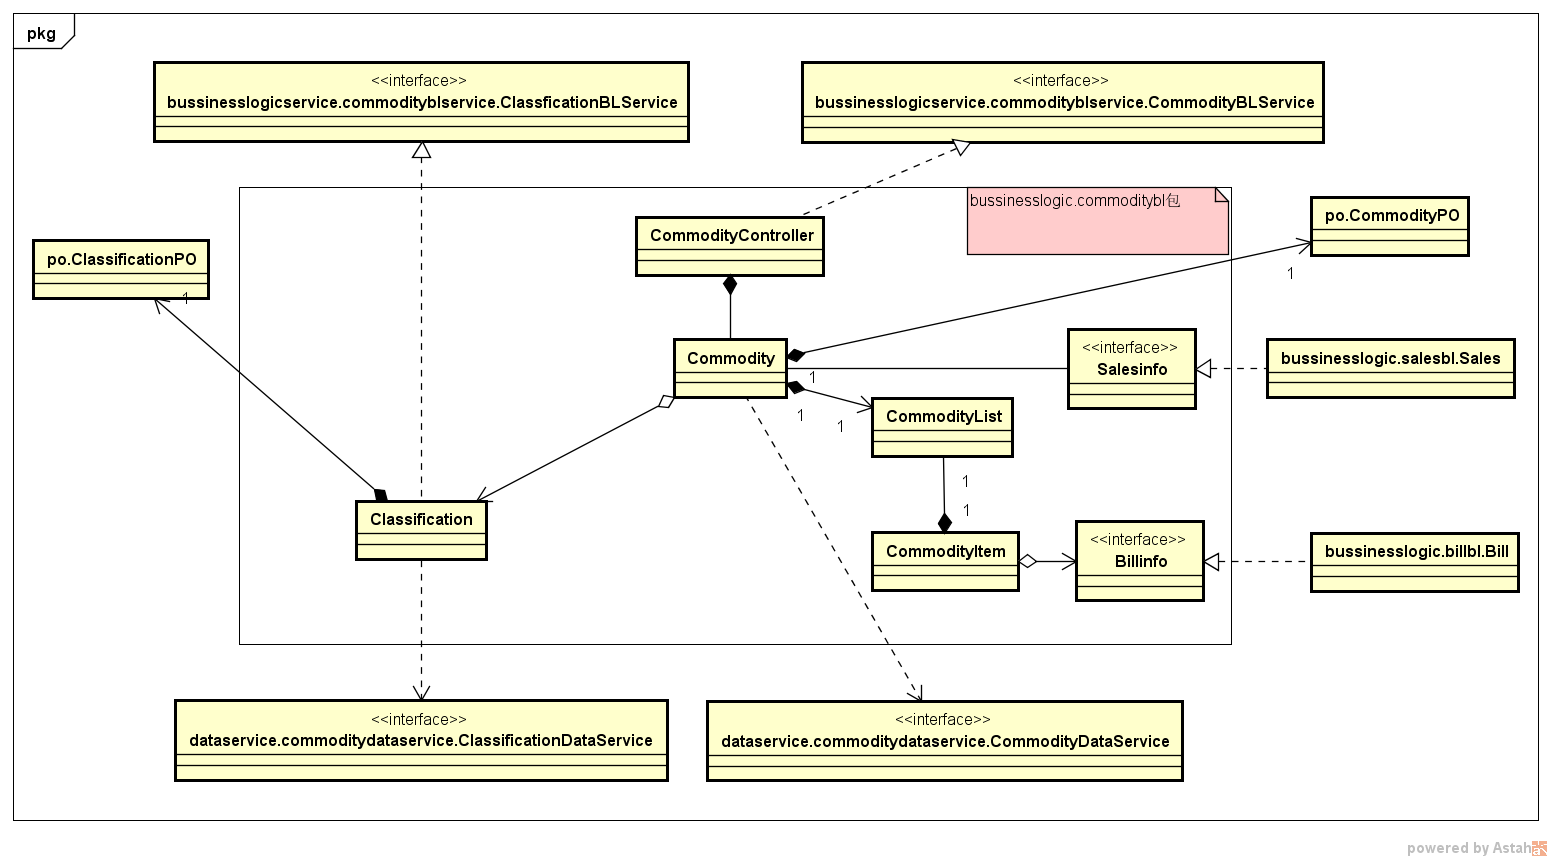 pkg
<<interface>>
bussinesslogicservice.commodityblservice.ClassficationBLService
<<interface>>
bussinesslogicservice.commodityblservice.CommodityBLService
bussinesslogic.commoditybl包
po.CommodityPO
CommodityController
po.ClassificationPO
1
1
<<interface>>
Salesinfo
bussinesslogic.salesbl.Sales
Commodity
1
1
1
CommodityList
1
1
Classification
CommodityItem
<<interface>>
Billinfo
bussinesslogic.billbl.Bill
<<interface>>
dataservice.commoditydataservice.ClassificationDataService
<<interface>>
dataservice.commoditydataservice.CommodityDataService
powered by Astah